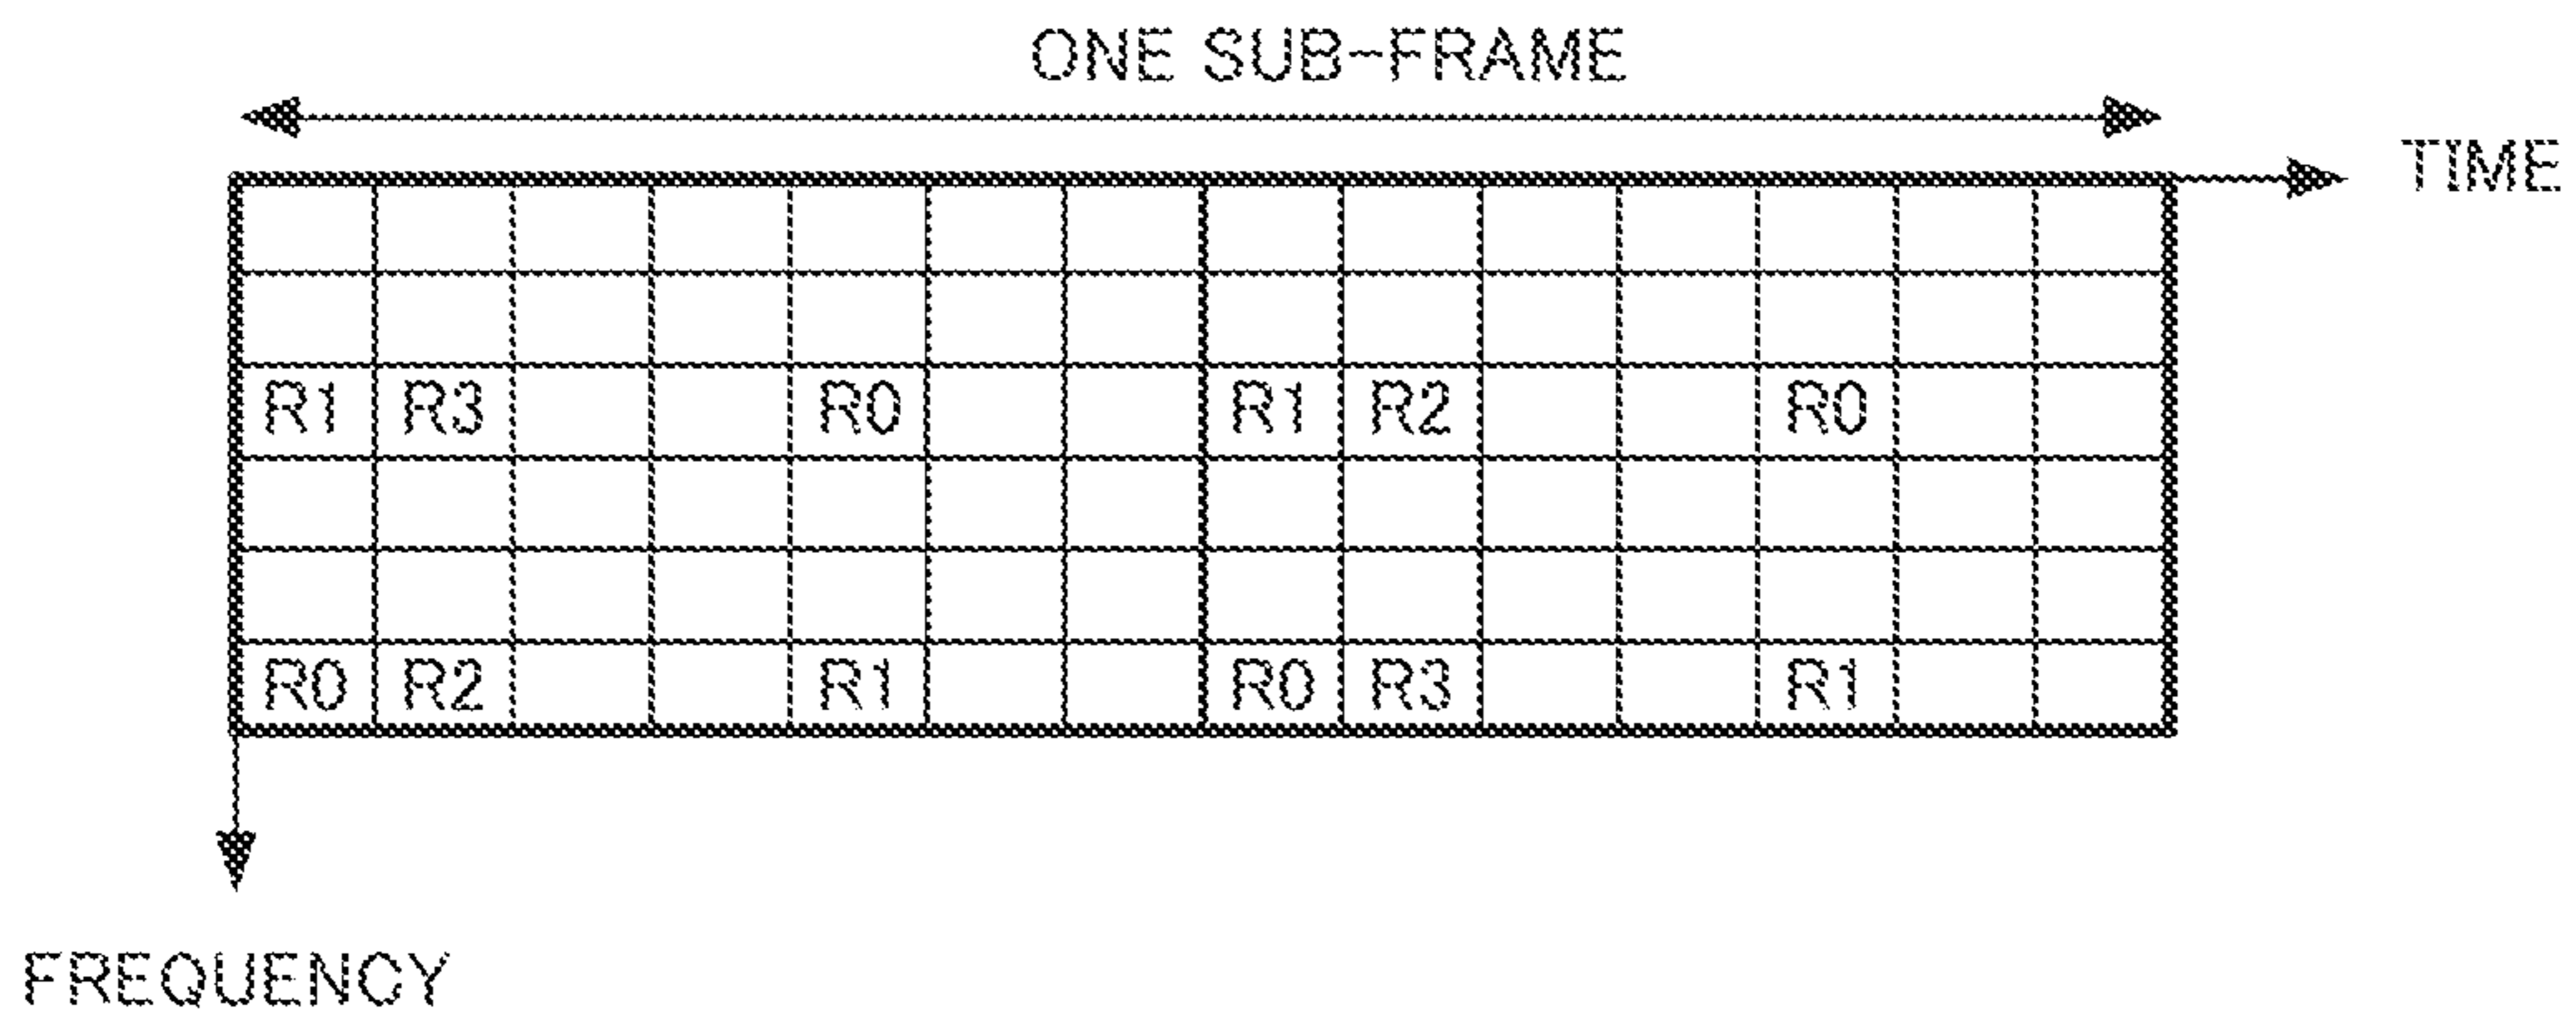 ONE SUB-FRAME
TIME
R1 R3 R0 R1 R2 R0
R0 R2 R1 R0 R3 R1
FREQUENCY